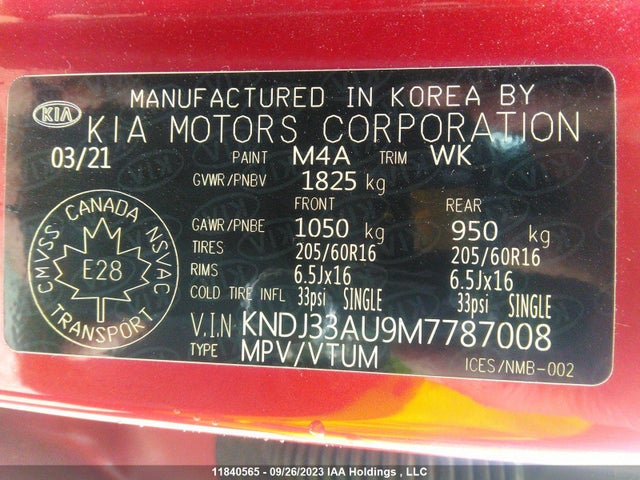 KIA
MANUFACTURED IN KOREA BY
KIA MOTORS CORPORATION
03/21 PAINT M4A TRIM WK
GVWR/PNBV 1825 kg
FRONT REAR
GAWR/PNBE 1050 kg 950 kg
TIRES 205/60R16 205/60R16
RIMS 6.5Jx16 6.5Jx16
COLD TIRE INFL 33psi SINGLE 33psi SINGLE
V.I.N KNDJ33AU9M7787008
TYPE MPV/VTUM
ICES/NMB-002
CANADA
CMVSS NSVAC
E28
TRANSPORT
11840565 - 09/26/2023 IAA Holdings , LLC